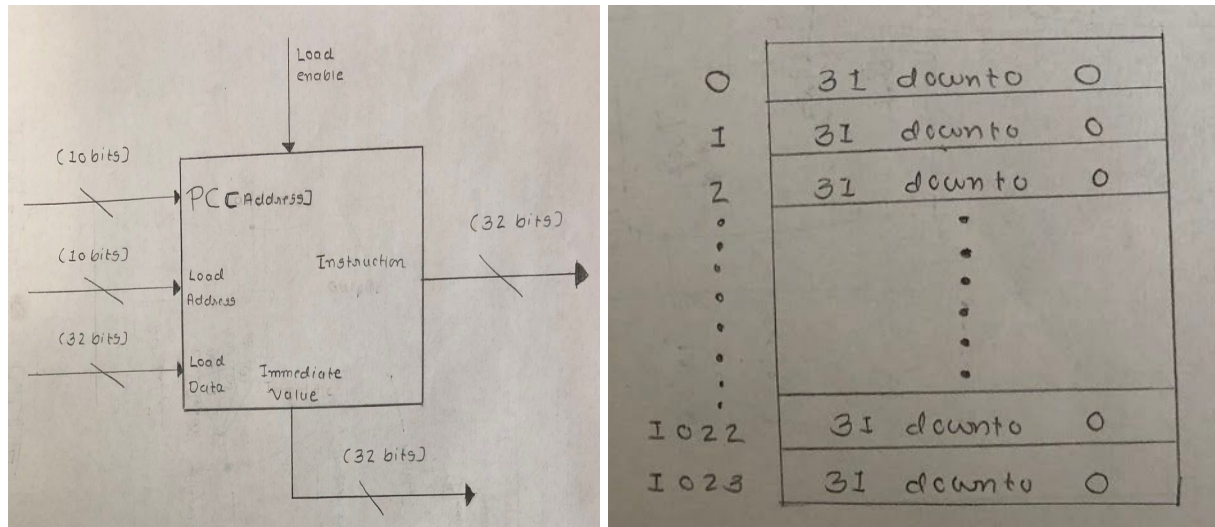 Load
enable
(10 bits]
PC[Address]
(10 bits]
Load
Address
(32 bits]
Load
Data
Instruction
(32 bits]
Immediate
Value
(32 bits]
0 31 downto 0
1 31 downto 0
2 31 downto 0
1022 31 downto 0
1023 31 downto 0